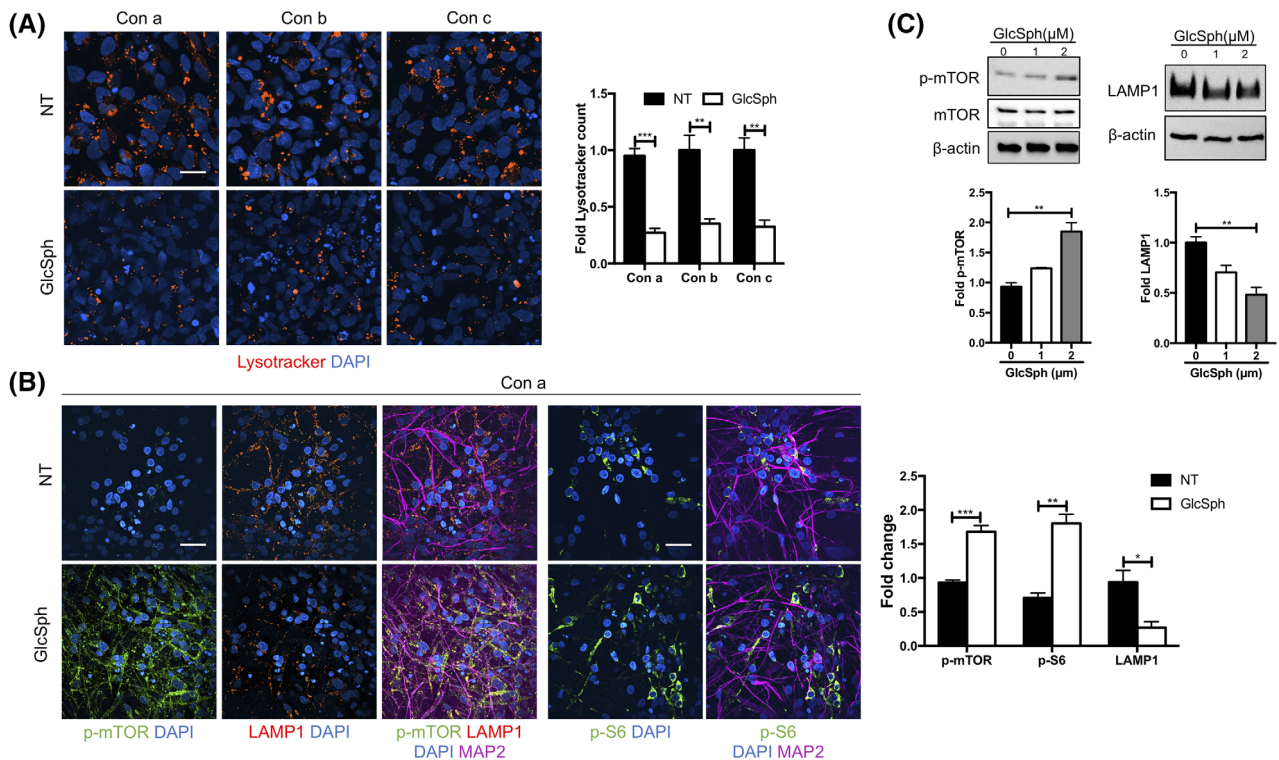 (A)
Con a Con b Con c
NT
GlcSph
Lysotracker DAPI
NT GlcSph
Fold Lysotracker count
1.5
1.0
0.5
0.0
*** ** **
Con a Con b Con c
(B)
Con a
NT
GlcSph
p-mTOR DAPI
LAMP1 DAPI
p-mTOR LAMP1
DAPI MAP2
p-S6 DAPI
p-S6
DAPI MAP2
Fold change
2.5
2.0
1.5
1.0
0.5
0.0
*** ** *
NT
GlcSph
p-mTOR p-S6 LAMP1
(C)
GlcSph(µM)
0 1 2
p-mTOR
mTOR
β-actin
GlcSph(µM)
0 1 2
LAMP1
β-actin
Fold p-mTOR
2.5
2.0
1.5
1.0
0.5
0.0
**
0 1 2
GlcSph (µm)
Fold LAMP1
1.5
1.0
0.5
0.0
**
0 1 2
GlcSph (µm)